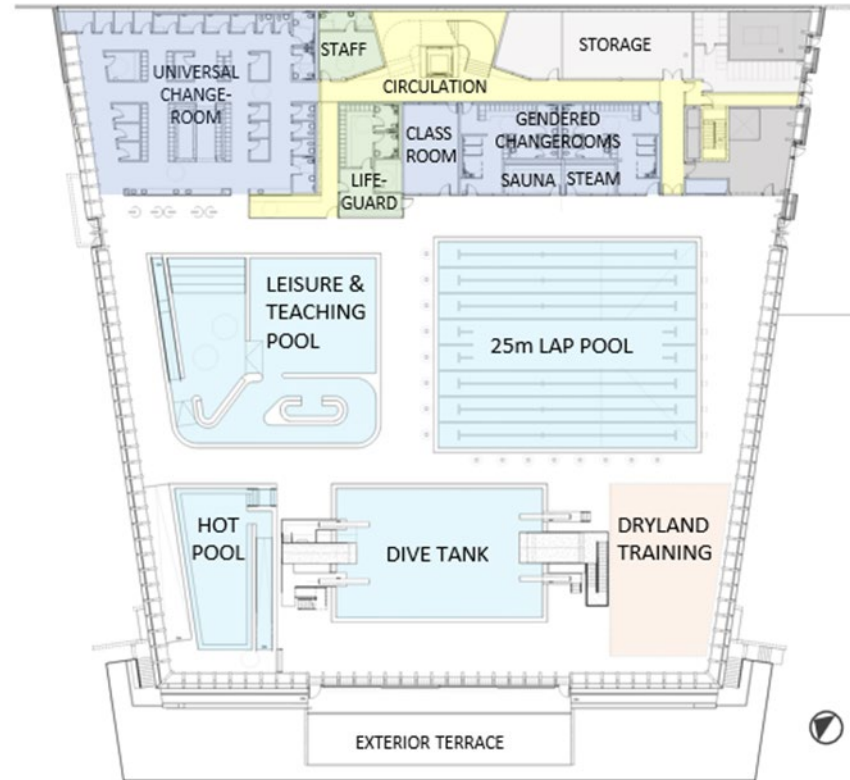 STAFF
STORAGE
UNIVERSAL
CHANGE-
ROOM
CIRCULATION
CLASS
ROOM
GENDERED
CHANGEROOMS
LIFE-
GUARD
SAUNA
STEAM
LEISURE &
TEACHING
POOL
25m LAP POOL
HOT
POOL
DIVE TANK
DRYLAND
TRAINING
EXTERIOR TERRACE